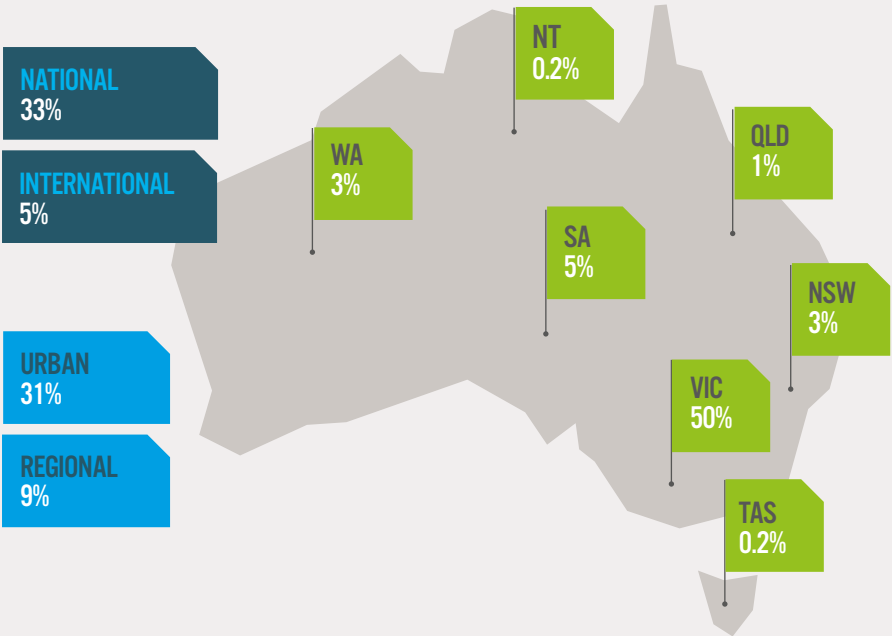 NATIONAL
33%
INTERNATIONAL
5%
URBAN
31%
REGIONAL
9%
NT
0.2%
WA
3%
QLD
1%
SA
5%
NSW
3%
VIC
50%
TAS
0.2%